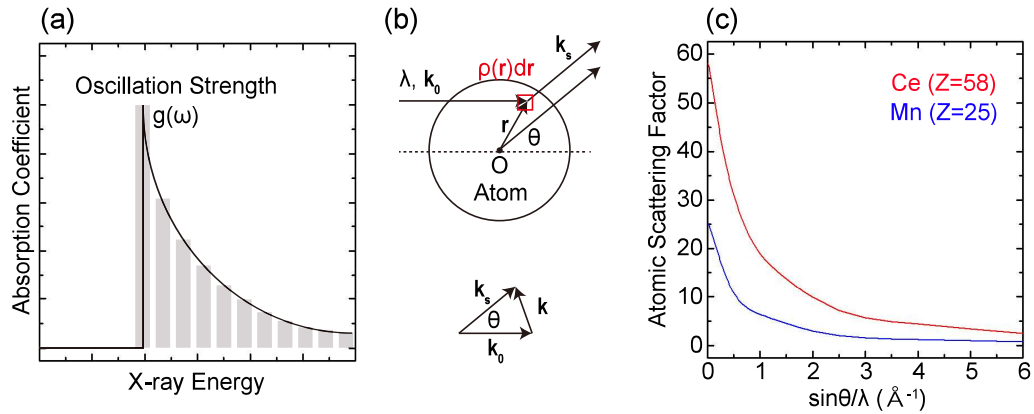 (a)
Oscillation Strength
g(ω)
Absorption Coefficient
X-ray Energy
(b)
λ, k₀
ρ(r)dr
kₛ
r
θ
O
Atom
kₛ
k
θ
k₀
(c)
Ce (Z=58)
Mn (Z=25)
Atomic Scattering Factor
60
50
40
30
20
10
0
0 1 2 3 4 5 6
sinθ/λ (Å⁻¹)